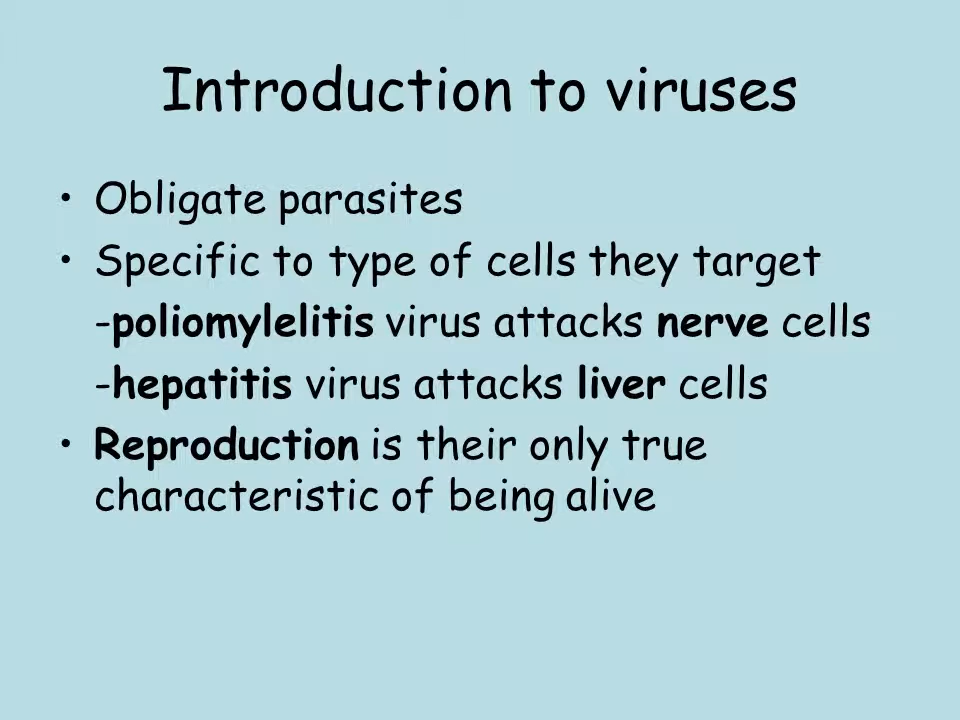 Introduction to viruses
• Obligate parasites
• Specific to type of cells they target
-poliomylelitis virus attacks nerve cells
-hepatitis virus attacks liver cells
• Reproduction is their only true
characteristic of being alive